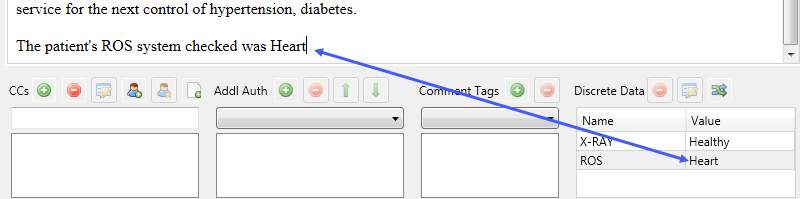 service for the next control of hypertension, diabetes.
The patient's ROS system checked was Heart
CCs Addl Auth Comment Tags Discrete Data
Name Value
X-RAY Healthy
ROS Heart